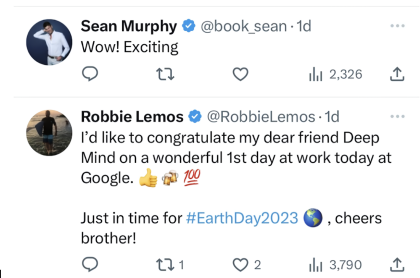 Sean Murphy @book_sean · 1d
Wow! Exciting
2,326
Robbie Lemos @RobbieLemos · 1d
I’d like to congratulate my dear friend Deep
Mind on a wonderful 1st day at work today at
Google. 👍🍻💯
Just in time for #EarthDay2023 🌎 , cheers
brother!
1 2 3,790